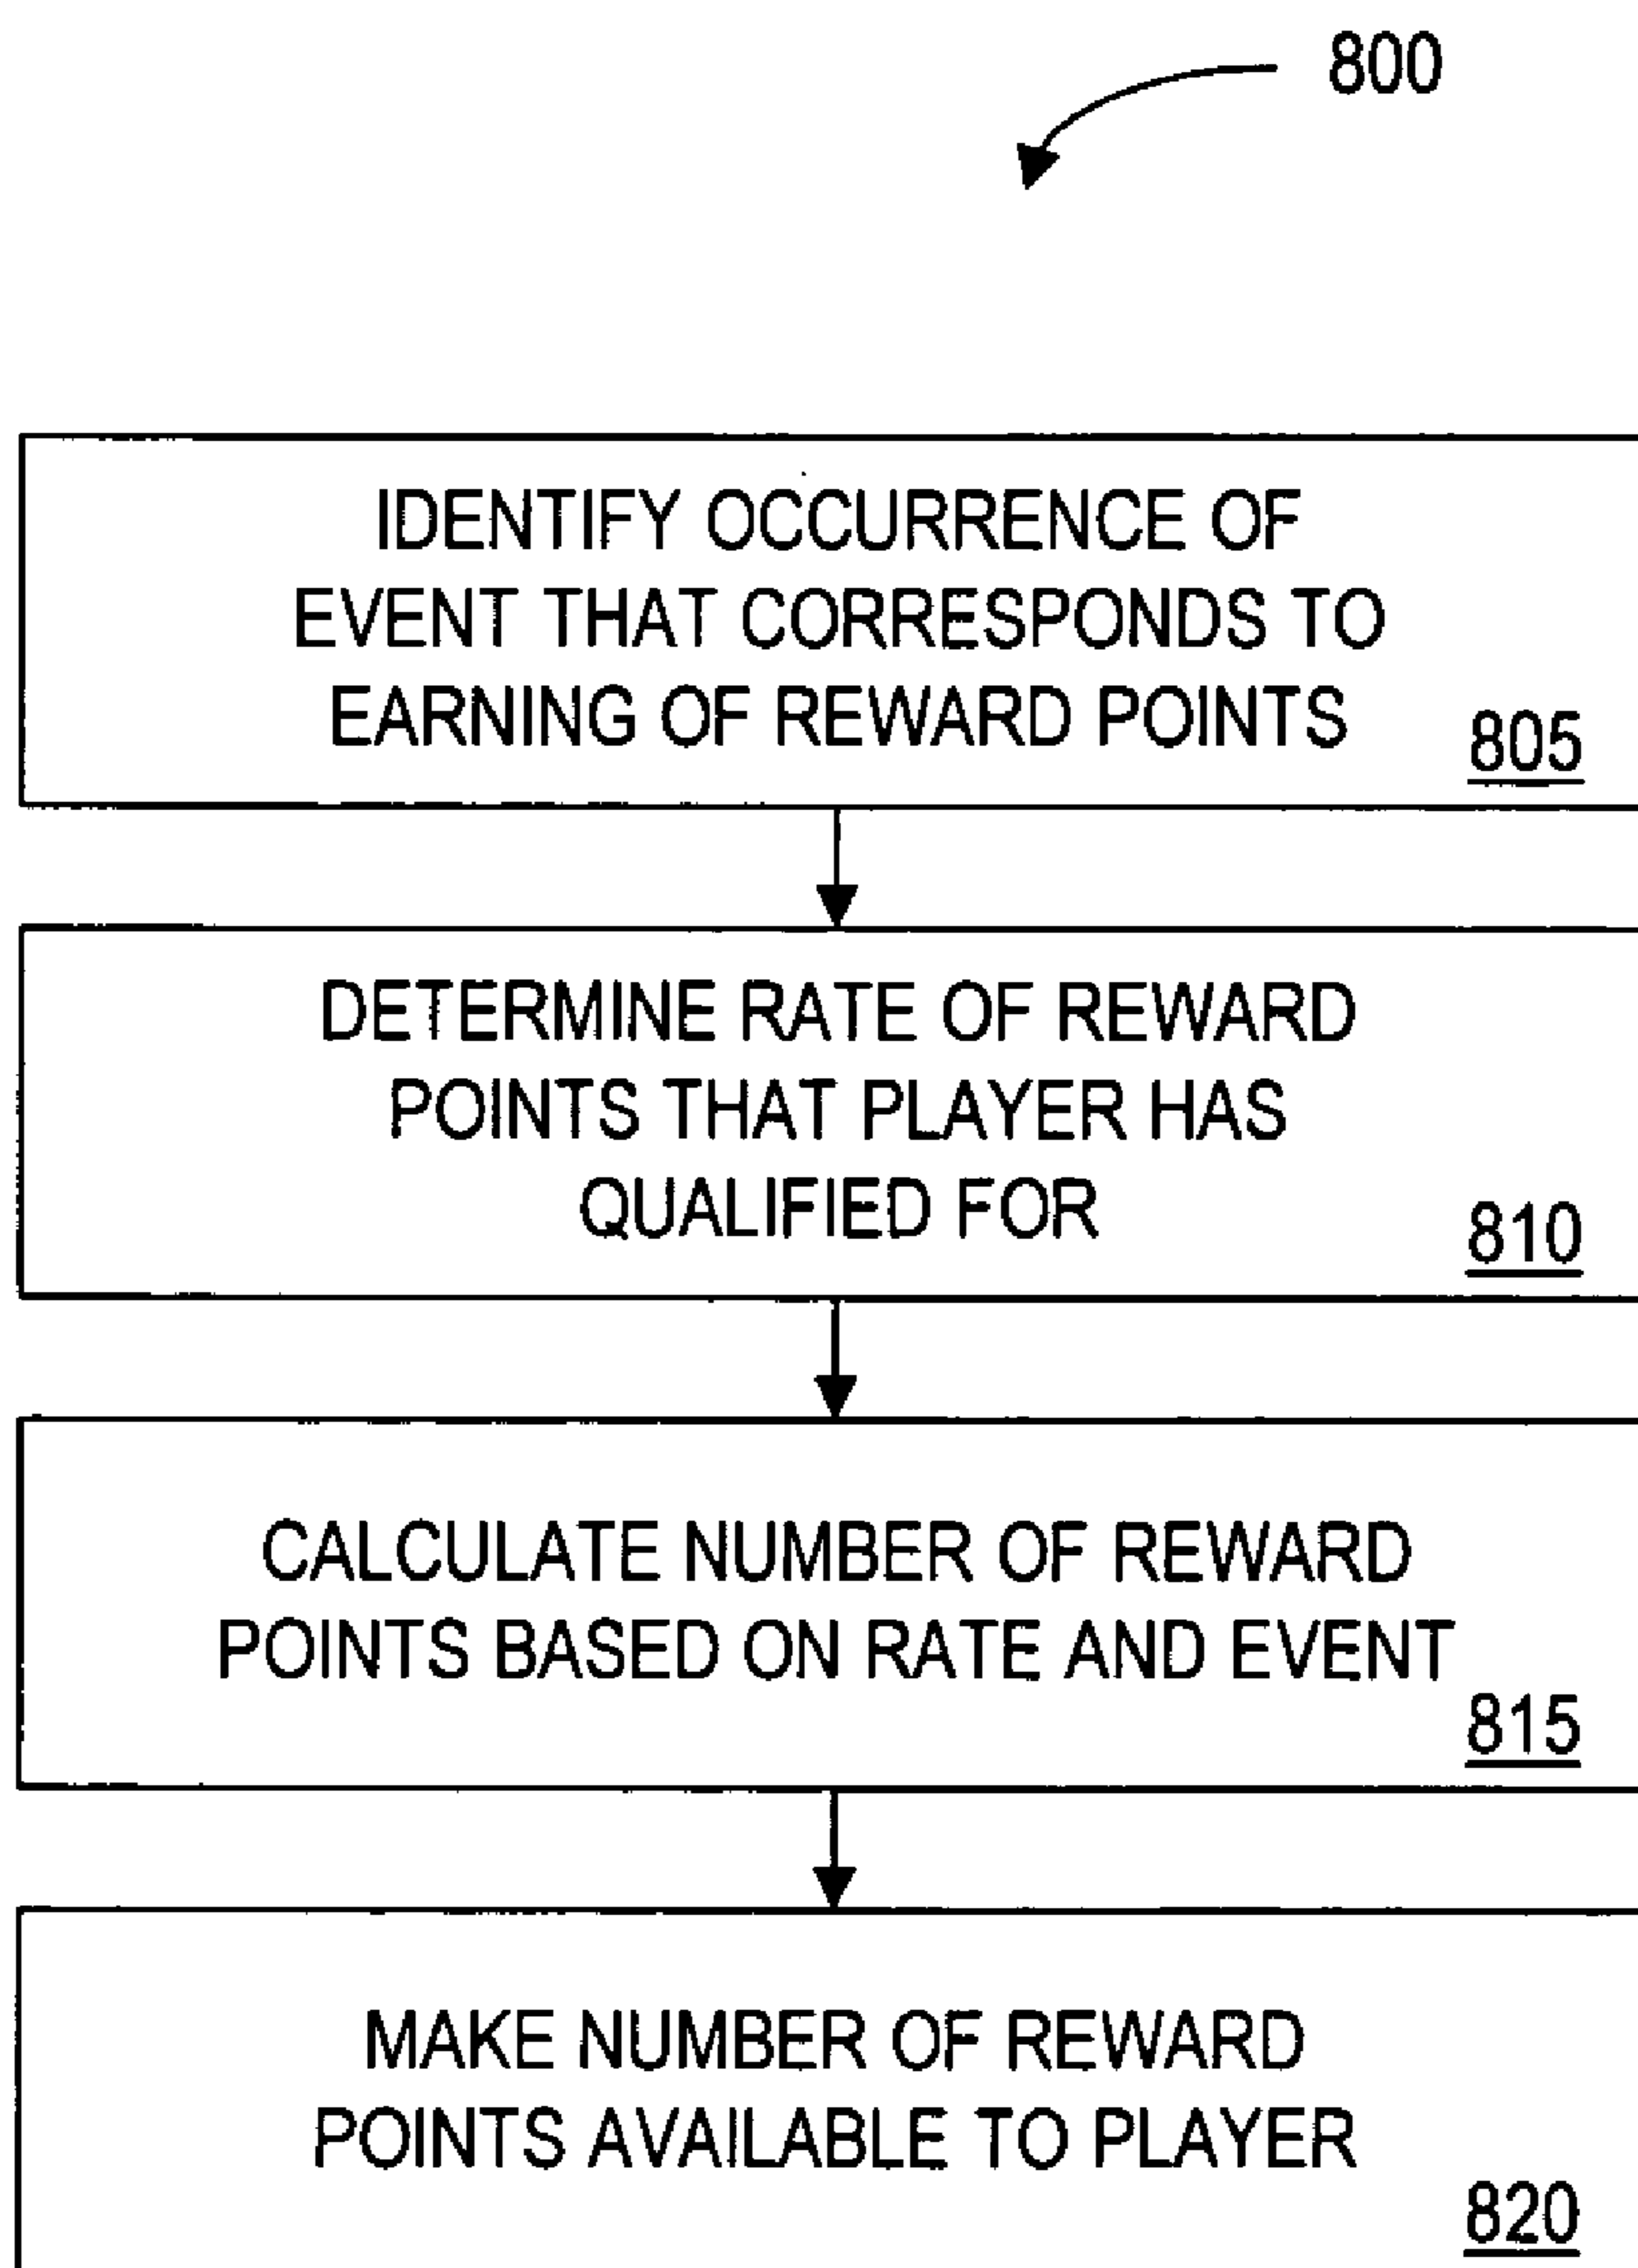 800
IDENTIFY OCCURRENCE OF
EVENT THAT CORRESPONDS TO
EARNING OF REWARD POINTS
805
DETERMINE RATE OF REWARD
POINTS THAT PLAYER HAS
QUALIFIED FOR
810
CALCULATE NUMBER OF REWARD
POINTS BASED ON RATE AND EVENT
815
MAKE NUMBER OF REWARD
POINTS AVAILABLE TO PLAYER
820